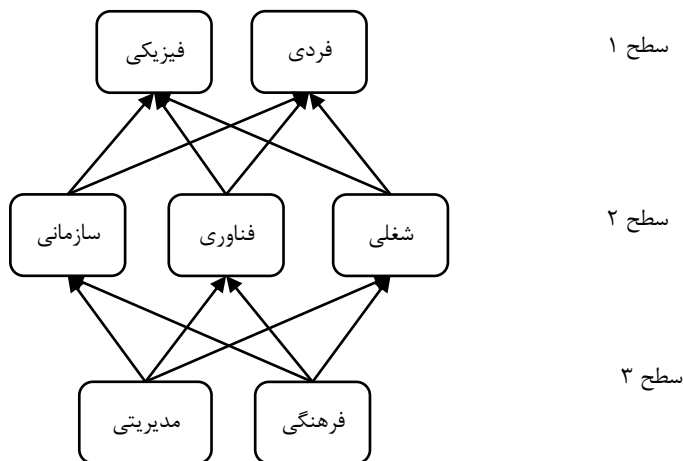 سطح ۱
فردی
فیزیکی
سطح ۲
شغلی
فناوری
سازمانی
سطح ۳
فرهنگی
مدیریتی